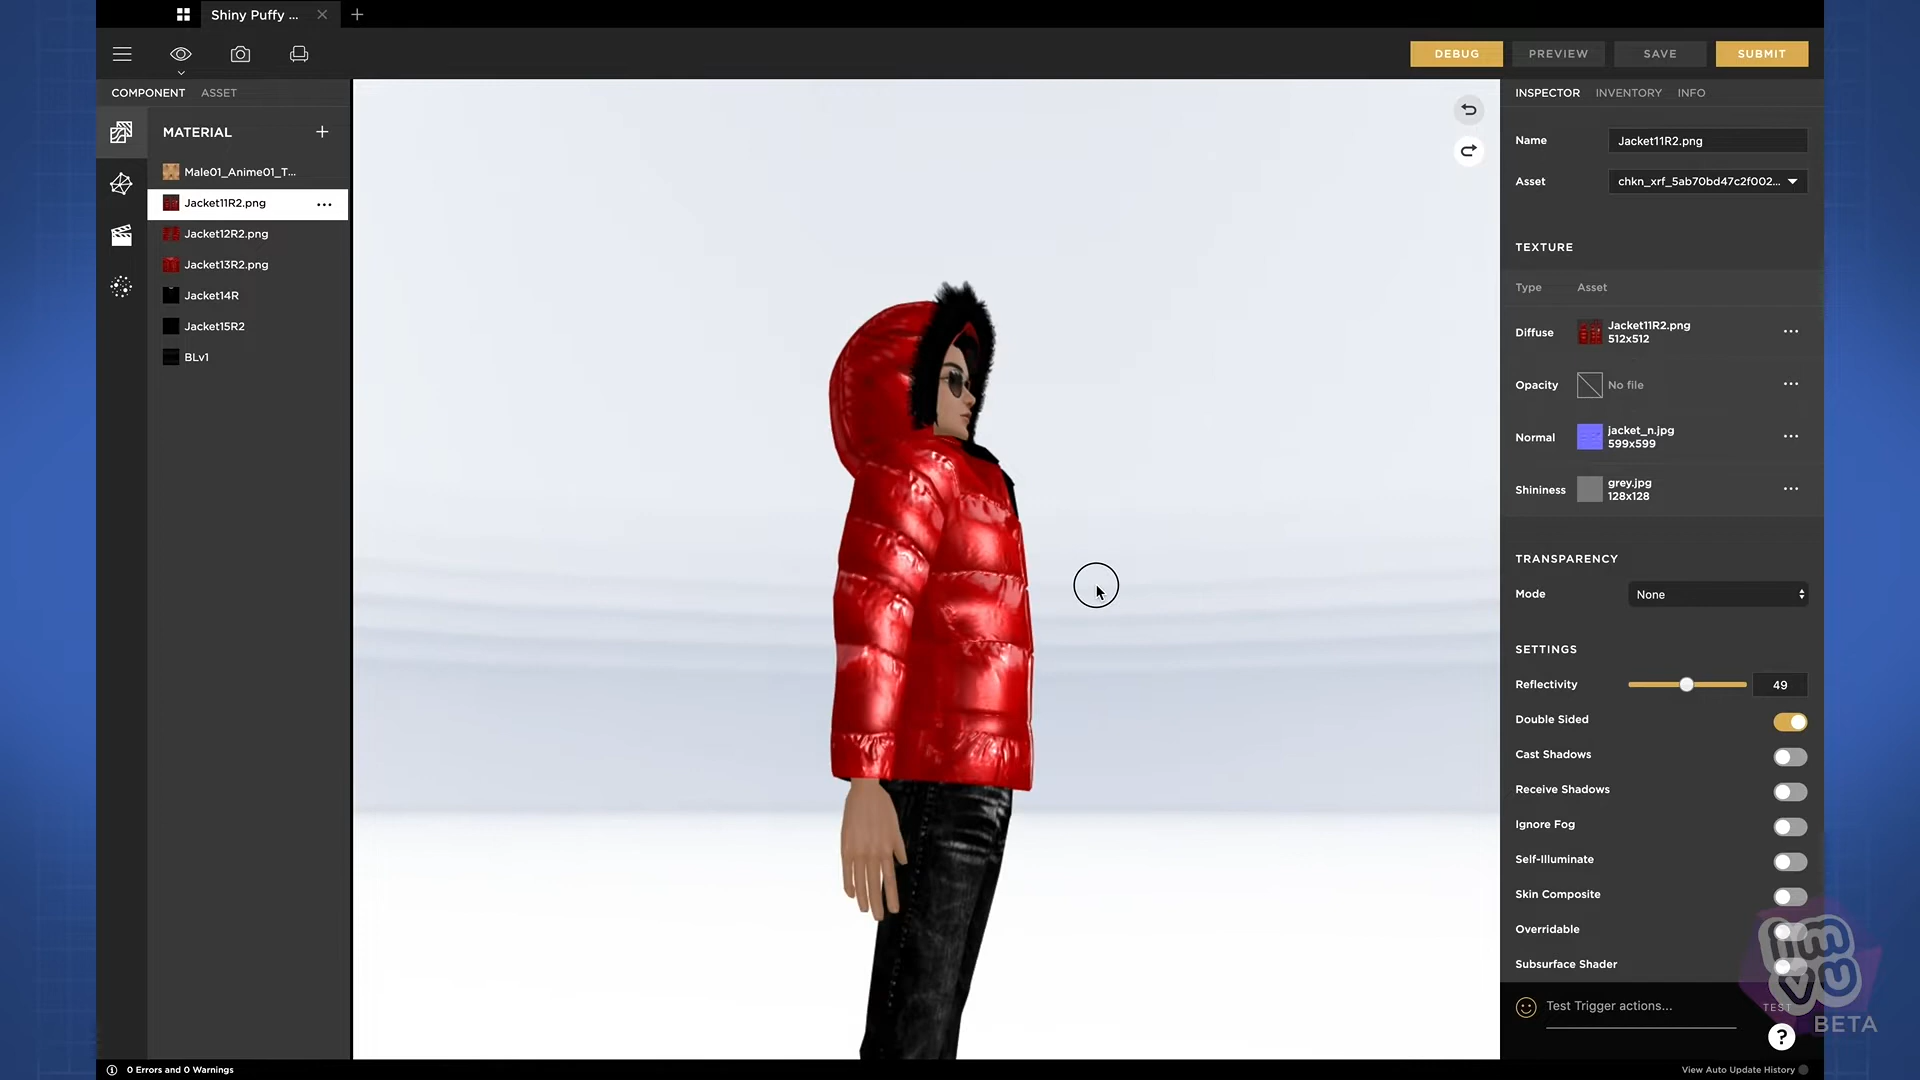 Shiny Puffy ...
DEBUG
PREVIEW
SAVE
SUBMIT
COMPONENT
ASSET
MATERIAL
Male01_Anime01_T...
Jacket11R2.png
Jacket12R2.png
Jacket13R2.png
Jacket14R
Jacket15R2
BLv1
INSPECTOR
INVENTORY
INFO
Name
Jacket11R2.png
Asset
chkn_xrf_5ab70bd47c2f002...
TEXTURE
Type
Asset
Diffuse
Jacket11R2.png
512x512
Opacity
No file
Normal
jacket_n.jpg
599x599
Shininess
grey.jpg
128x128
TRANSPARENCY
Mode
None
SETTINGS
Reflectivity
49
Double Sided
Cast Shadows
Receive Shadows
Ignore Fog
Self-Illuminate
Skin Composite
Overridable
Subsurface Shader
Test Trigger actions...
TEST
imvu
BETA
?
0 Errors and 0 Warnings
View Auto Update History